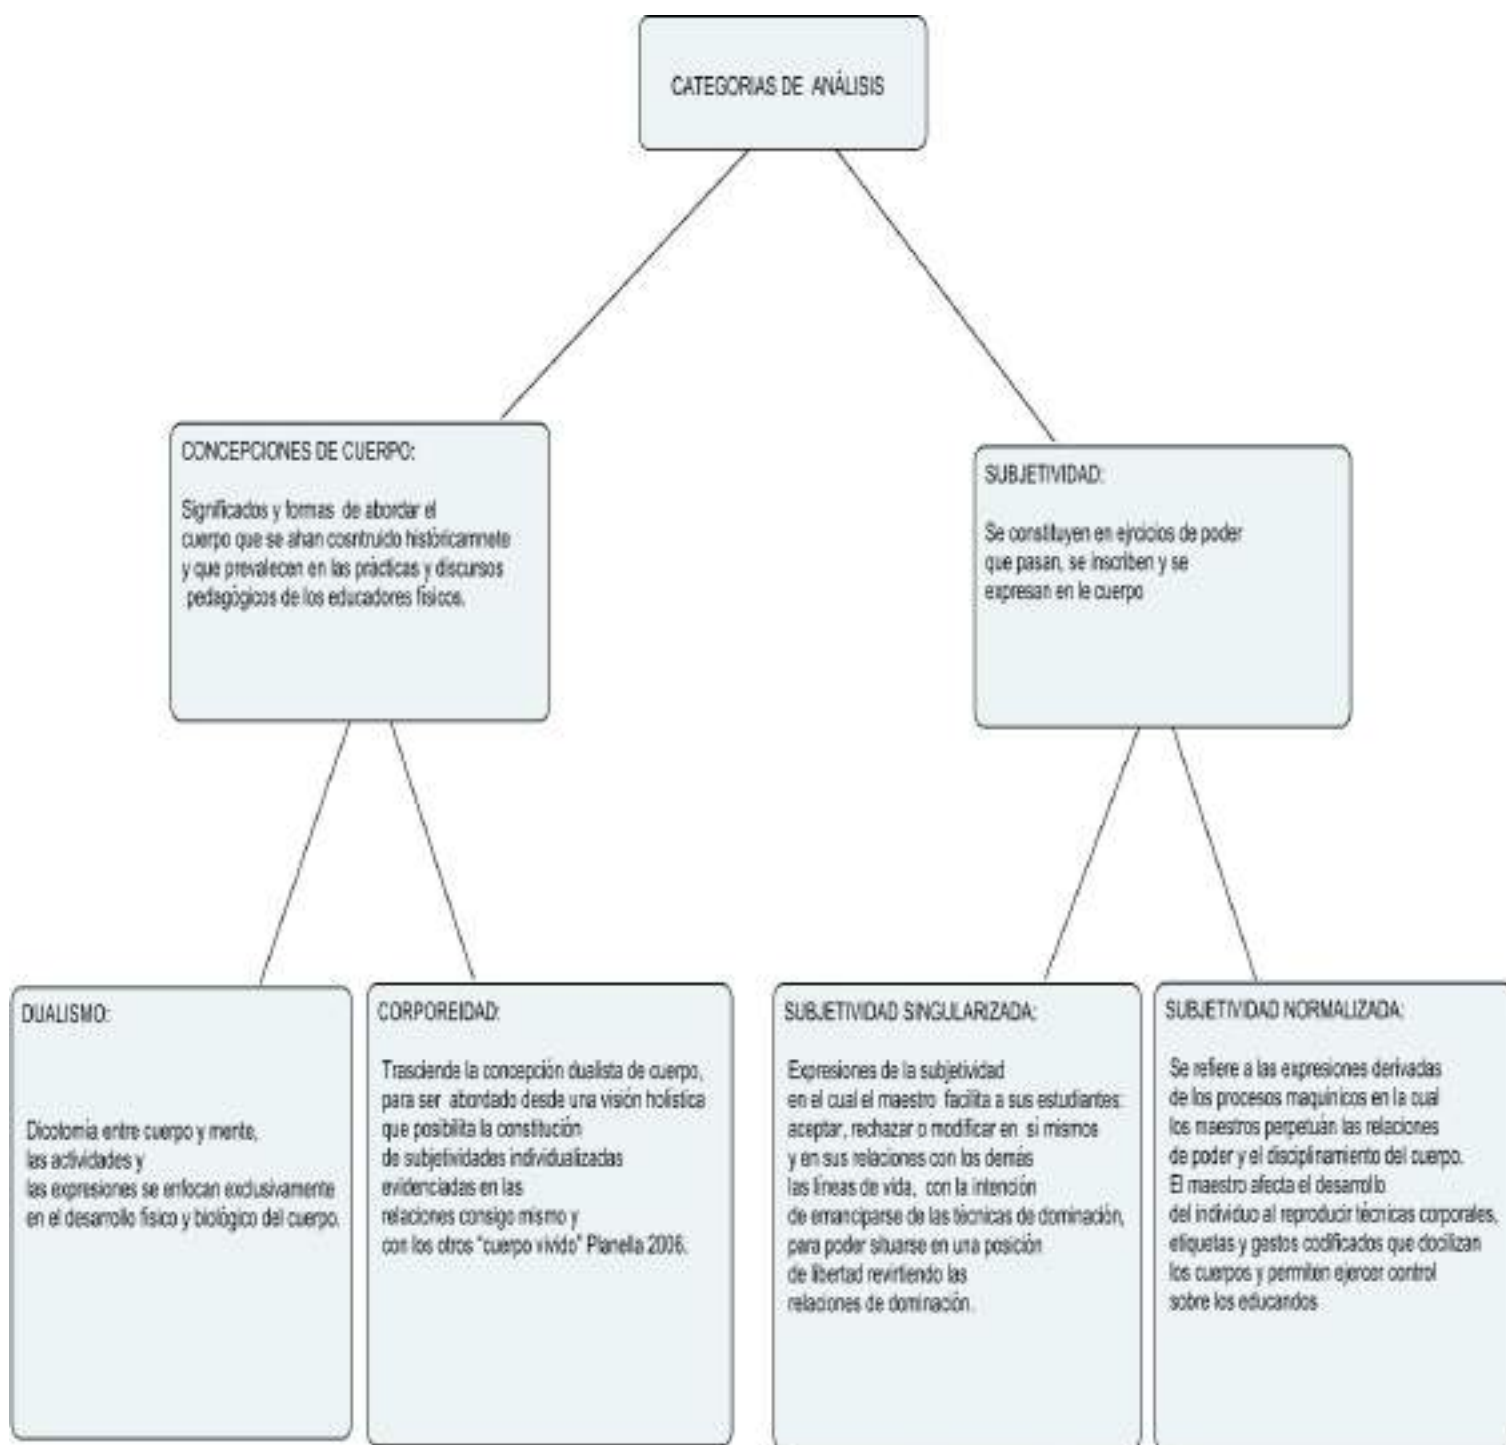 CATEGORIAS DE ANÁLISIS
CONCEPCIONES DE CUERPO:
Significados y formas de abordar el
cuerpo que se ahan cosntruido históricamnete
y que prevalecen en las prácticas y discursos
pedagógicos de los educadores físicos.
SUBJETIVIDAD:
Se constituyen en ejrcicios de poder
que pasan, se inscriben y se
expresan en le cuerpo
DUALISMO:
Dicotomía entre cuerpo y mente,
las actividades y
las expresiones se enfocan exclusivamente
en el desarrollo físico y biológico del cuerpo.
CORPOREIDAD:
Trasciende la concepción dualista de cuerpo,
para ser abordado desde una visión holística
que posibilita la constitución
de subjetividades individualizadas
evidenciadas en las
relaciones consigo mismo y
con los otros "cuerpo vivido" Planella 2006.
SUBJETIVIDAD SINGULARIZADA:
Expresiones de la subjetividad
en el cual el maestro facilita a sus estudiantes:
aceptar, rechazar o modificar en si mismos
y en sus relaciones con los demás
las líneas de vida, con la intención
de emanciparse de las técnicas de dominación,
para poder situarse en una posición
de libertad revirtiendo las
relaciones de dominación.
SUBJETIVIDAD NORMALIZADA:
Se refiere a las expresiones derivadas
de los procesos maquínicos en la cual
los maestros perpetuán las relaciones
de poder y el disciplinamiento del cuerpo.
El maestro afecta el desarrollo
del individuo al reproducir técnicas corporales,
etiquetas y gestos codificados que docilizan
los cuerpos y permiten ejercer control
sobre los educandos